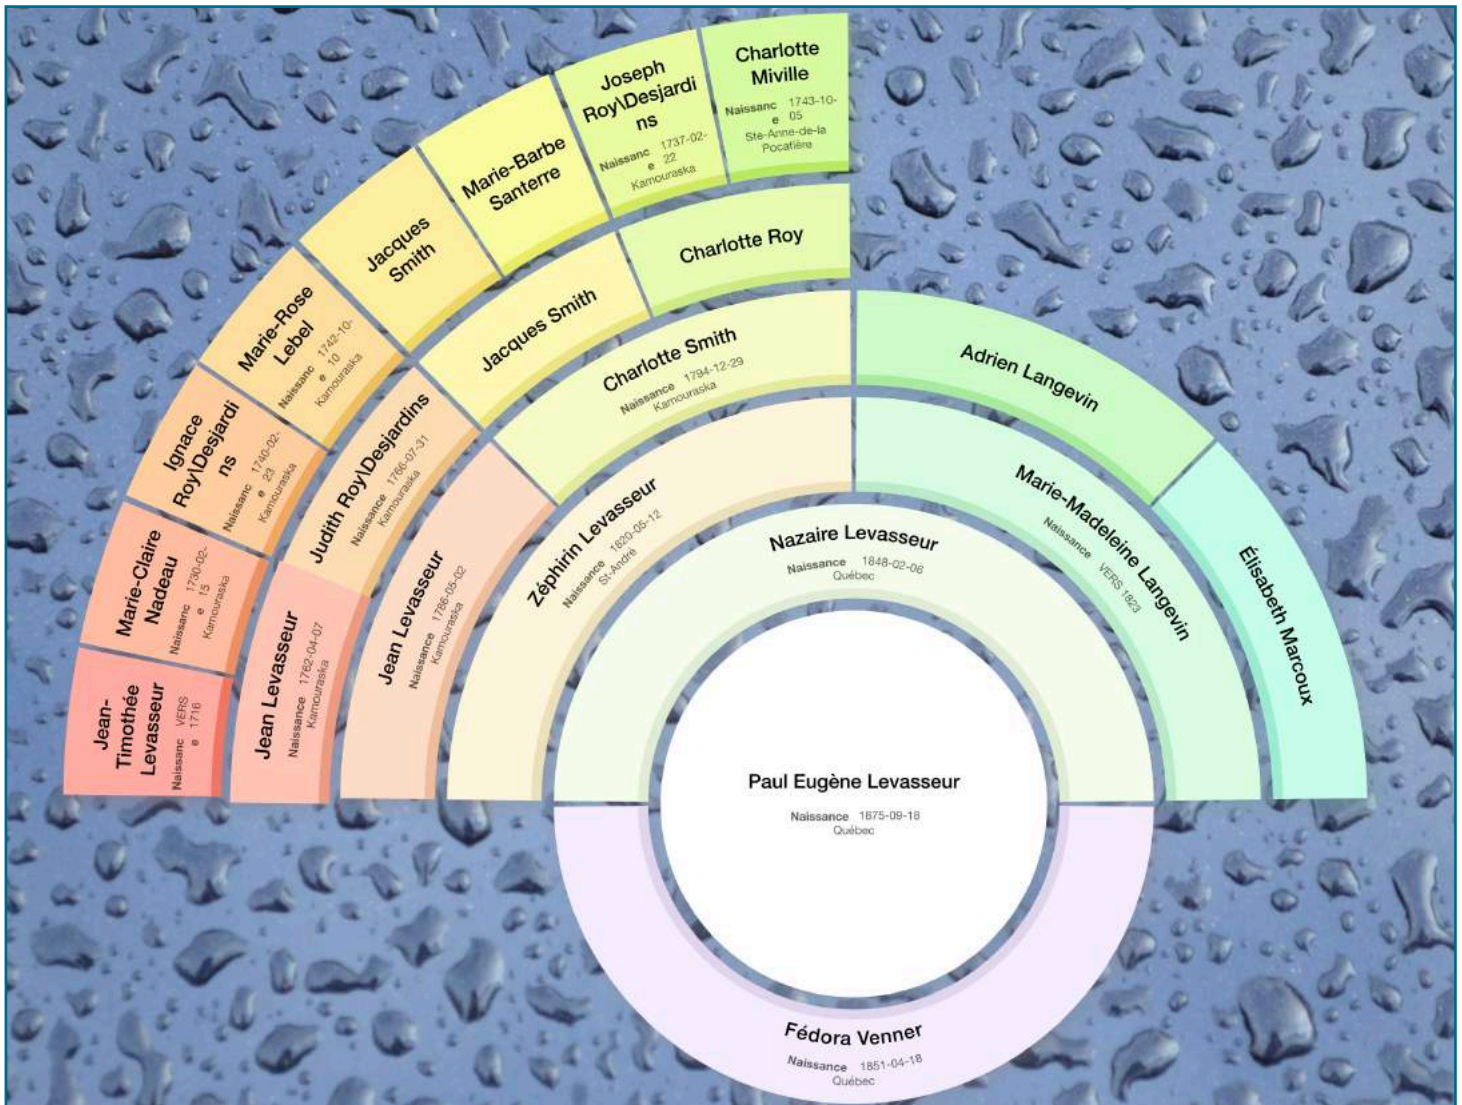 Charlotte
Miville
Naissanc 1743-10-
e 05
Ste-Anne-de-la
Pocatière
Joseph
Roy\Desjardi
ns
Naissanc 1737-02-
e 22
Kamouraska
Marie-Barbe
Santerre
Jacques
Smith
Marie-Rose
Lebel
Naissanc 1742-10-
e 10
Kamouraska
Ignace
Roy\Desjardi
ns
Naissanc 1740-02-
e 23
Kamouraska
Marie-Claire
Nadeau
Naissanc 1730-02-
e 15
Kamouraska
Jean-
Timothée
Levasseur
Naissanc VERS
e 1716
Charlotte Roy
Jacques Smith
Judith Roy\Desjardins
Naissance 1766-07-31
Kamouraska
Jean Levasseur
Naissance 1762-04-07
Kamouraska
Charlotte Smith
Naissance 1794-12-29
Kamouraska
Jean Levasseur
Naissance 1786-05-02
Kamouraska
Adrien Langevin
Élisabeth Marcoux
Zéphirin Levasseur
Naissance 1820-05-12
St-André
Marie-Madeleine Langevin
Naissance VERS 1823
Nazaire Levasseur
Naissance 1848-02-06
Québec
Paul Eugène Levasseur
Naissance 1875-09-18
Québec
Fédora Venner
Naissance 1851-04-18
Québec